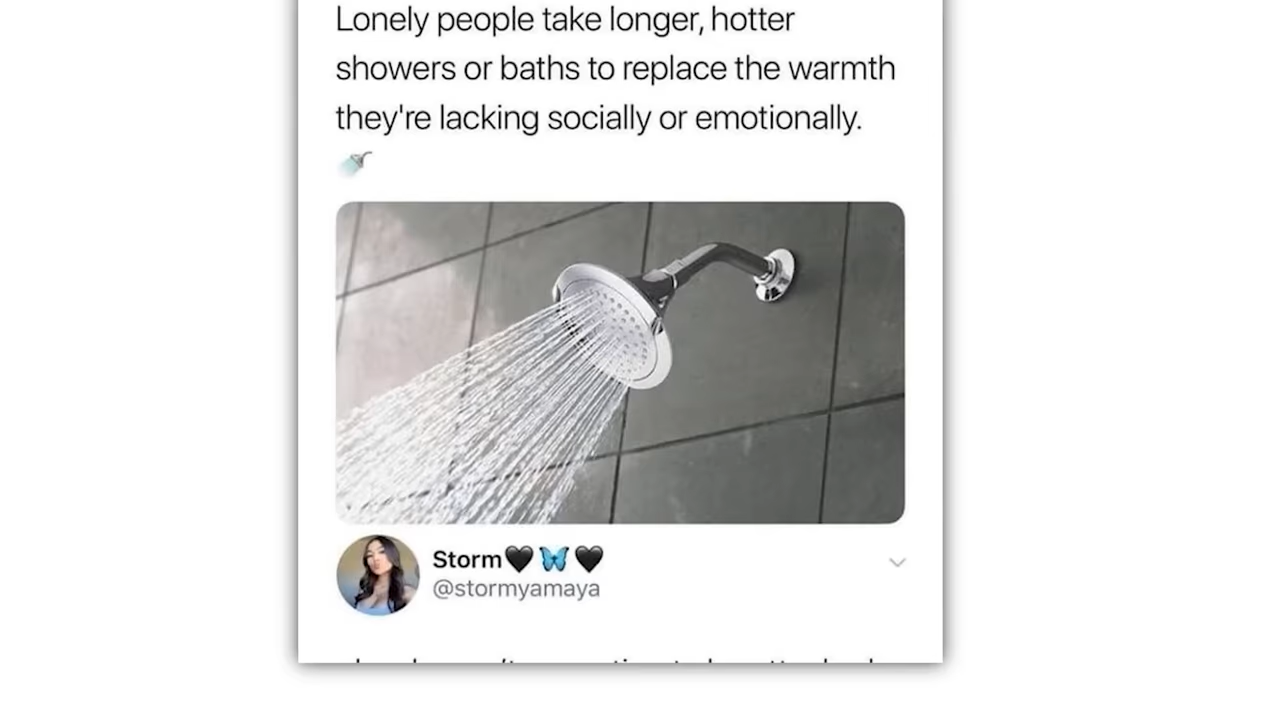 Lonely people take longer, hotter
showers or baths to replace the warmth
they're lacking socially or emotionally.
🚿
Storm🖤🦋🖤
@stormyamaya